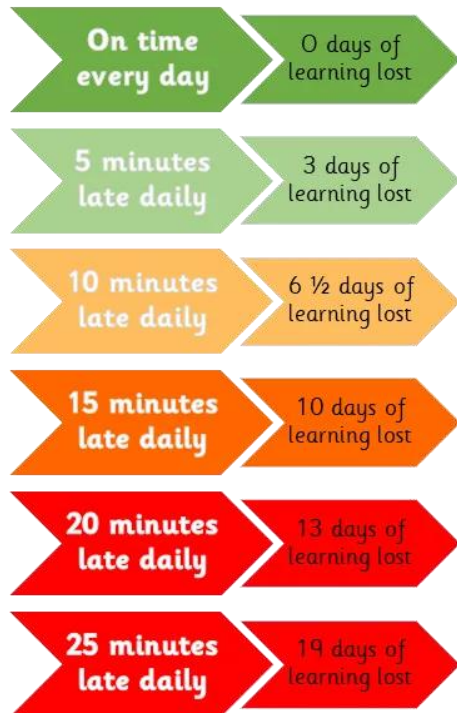 On time
every day
0 days of
learning lost
5 minutes
late daily
3 days of
learning lost
10 minutes
late daily
6 ½ days of
learning lost
15 minutes
late daily
10 days of
learning lost
20 minutes
late daily
13 days of
learning lost
25 minutes
late daily
19 days of
learning lost